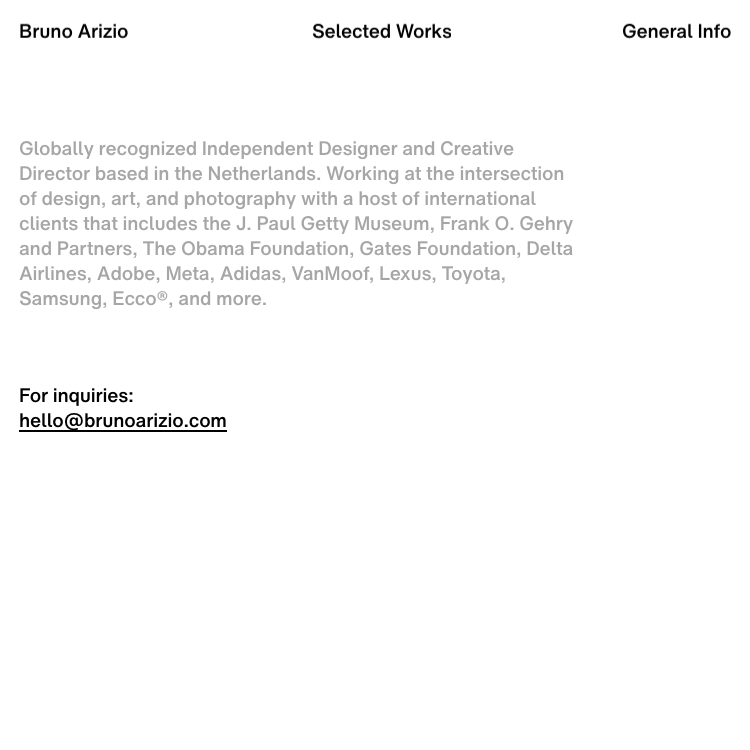 Bruno Arizio
Selected Works
General Info
Globally recognized Independent Designer and Creative
Director based in the Netherlands. Working at the intersection
of design, art, and photography with a host of international
clients that includes the J. Paul Getty Museum, Frank O. Gehry
and Partners, The Obama Foundation, Gates Foundation, Delta
Airlines, Adobe, Meta, Adidas, VanMoof, Lexus, Toyota,
Samsung, Ecco®, and more.
For inquiries:
hello@brunoarizio.com